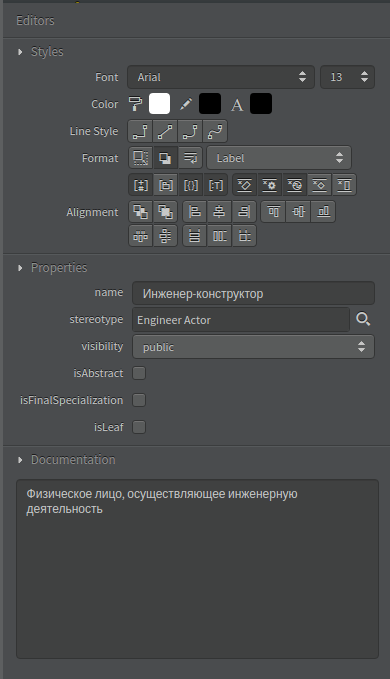 Editors
Styles
Font Arial 13
Color A
Line Style
Format Label
Alignment
Properties
name Инженер-конструктор
stereotype Engineer Actor
visibility public
isAbstract
isFinalSpecialization
isLeaf
Documentation
Физическое лицо, осуществляющее инженерную
деятельность